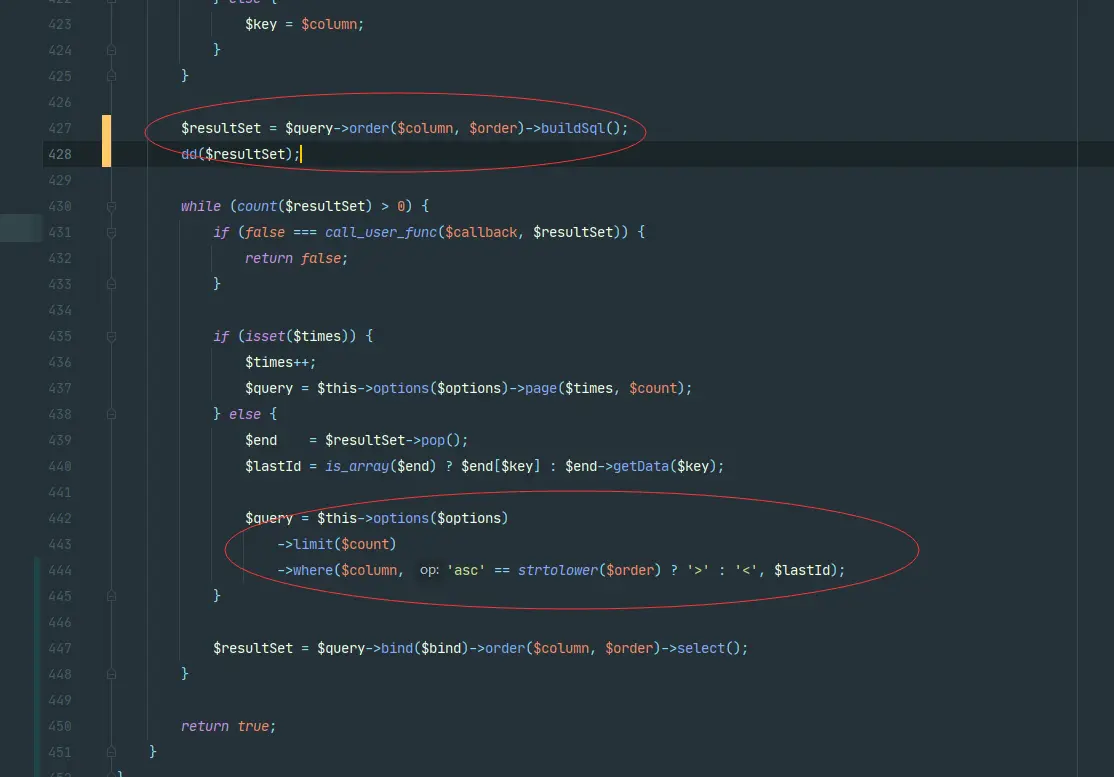 422 } else {
423 $key = $column;
424 }
425 }
426
427 $resultSet = $query->order($column, $order)->buildSql();
428 dd($resultSet);
429
430 while (count($resultSet) > 0) {
431 if (false === call_user_func($callback, $resultSet)) {
432 return false;
433 }
434
435 if (isset($times)) {
436 $times++;
437 $query = $this->options($options)->page($times, $count);
438 } else {
439 $end    = $resultSet->pop();
440 $lastId = is_array($end) ? $end[$key] : $end->getData($key);
441
442 $query = $this->options($options)
443 ->limit($count)
444 ->where($column, op: 'asc' == strtolower($order) ? '>' : '<', $lastId);
445 }
446
447 $resultSet = $query->bind($bind)->order($column, $order)->select();
448 }
449
450 return true;
451 }
452 }